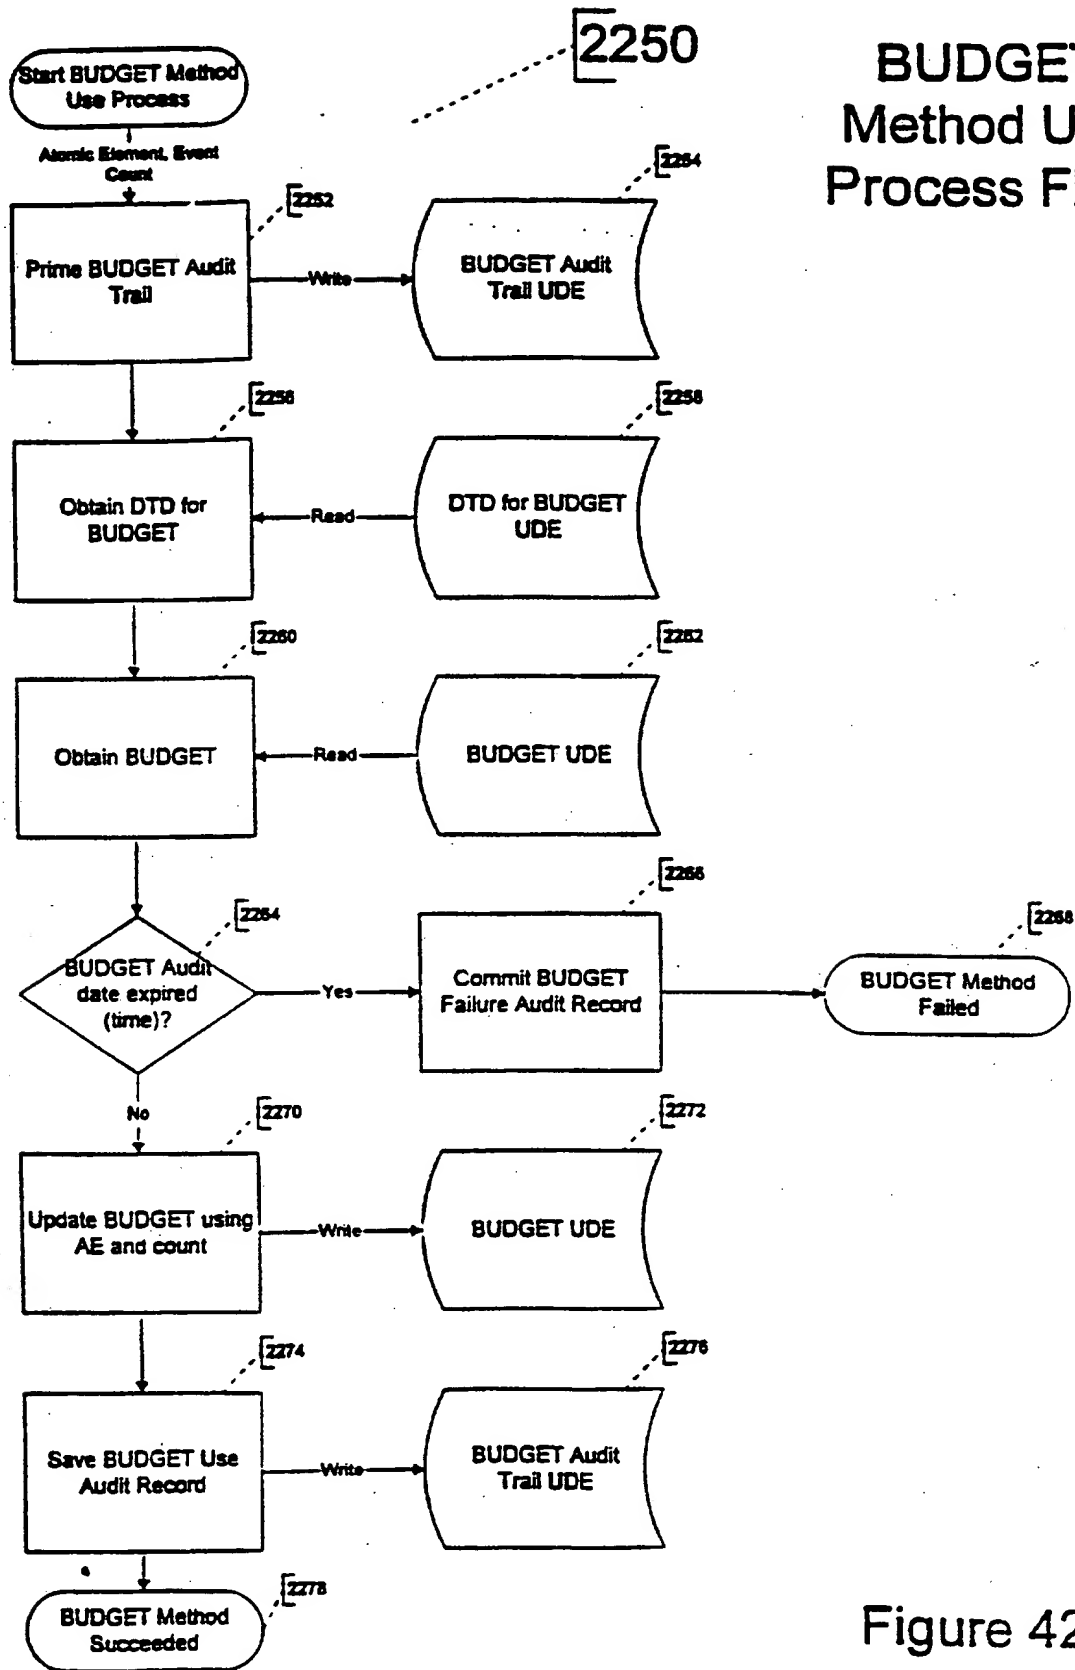 2250
BUDGET
Method U
Process F
Start BUDGET Method
Use Process
Atomic Element, Event
Count
2252
2254
Prime BUDGET Audit
Trail
Write
BUDGET Audit
Trail UDE
2256
2258
Obtain DTD for
BUDGET
Read
DTD for BUDGET
UDE
2260
2262
Obtain BUDGET
Read
BUDGET UDE
2264
2266
2268
BUDGET Audit
date expired
(time)?
Yes
Commit BUDGET
Failure Audit Record
BUDGET Method
Failed
No
2270
2272
Update BUDGET using
AE and count
Write
BUDGET UDE
2274
2276
Save BUDGET Use
Audit Record
Write
BUDGET Audit
Trail UDE
2278
BUDGET Method
Succeeded
Figure 42